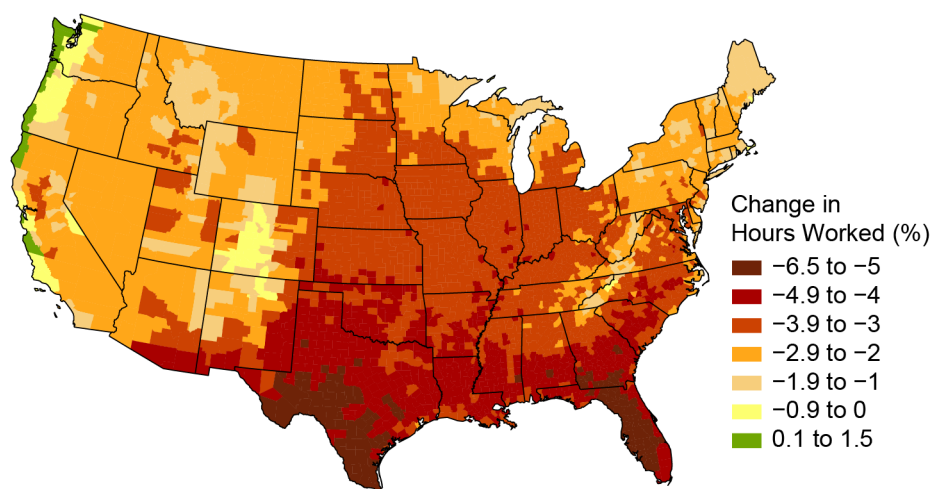 Change in
Hours Worked (%)
−6.5 to −5
−4.9 to −4
−3.9 to −3
−2.9 to −2
−1.9 to −1
−0.9 to 0
0.1 to 1.5